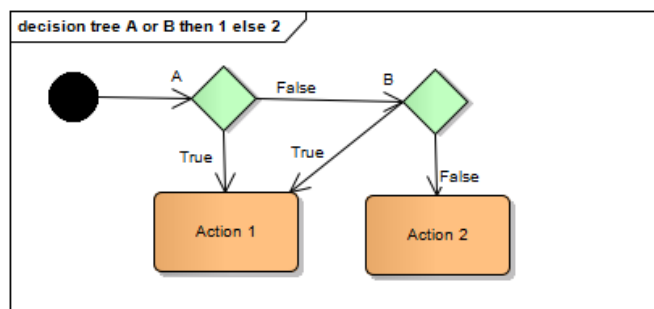 decision tree A or B then 1 else 2
A
False
B
True
True
False
Action 1
Action 2